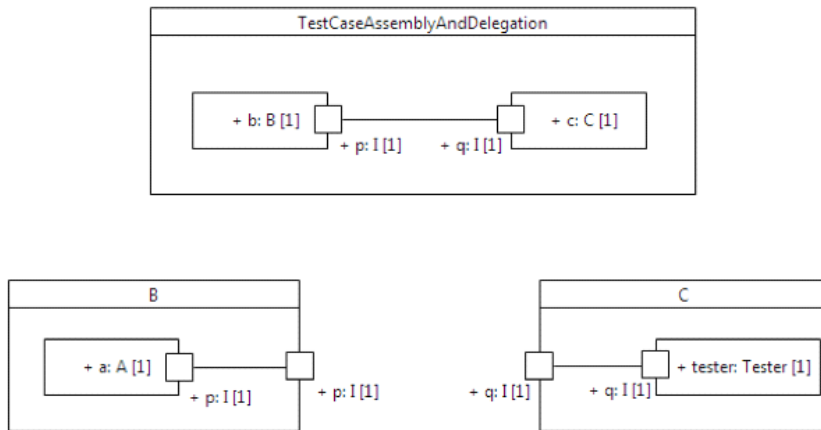 TestCaseAssemblyAndDelegation
+ b: B [1]
+ c: C [1]
+ p: I [1]
+ q: I [1]
B
C
+ a: A [1]
+ tester: Tester [1]
+ p: I [1]
+ p: I [1]
+ q: I [1]
+ q: I [1]